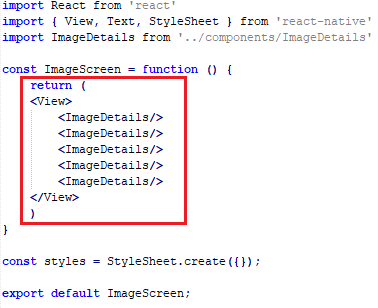 import React from 'react'
import { View, Text, StyleSheet } from 'react-native'
import ImageDetails from '../components/ImageDetails'

const ImageScreen = function () {
    return (
    <View>
        <ImageDetails/>
        <ImageDetails/>
        <ImageDetails/>
        <ImageDetails/>
        <ImageDetails/>
    </View>
    )
}

const styles = StyleSheet.create({});

export default ImageScreen;